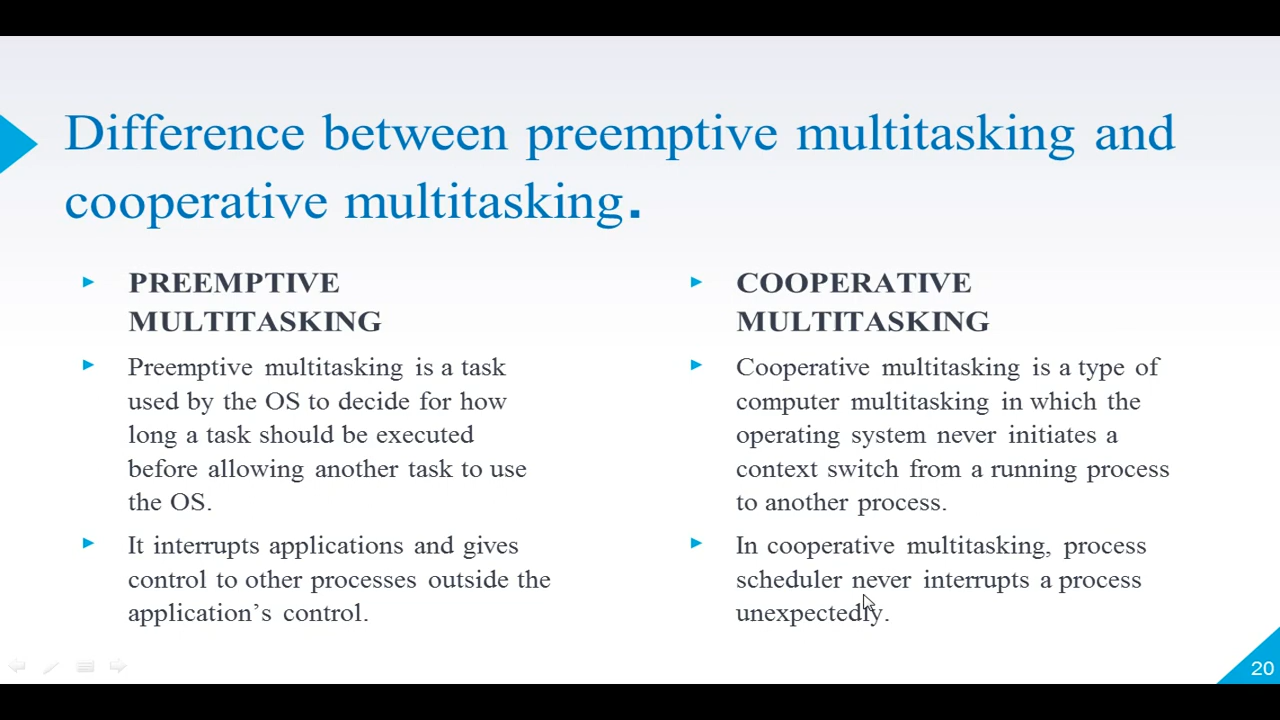 Difference between preemptive multitasking and
cooperative multitasking.
PREEMPTIVE
MULTITASKING
Preemptive multitasking is a task
used by the OS to decide for how
long a task should be executed
before allowing another task to use
the OS.
It interrupts applications and gives
control to other processes outside the
application’s control.
COOPERATIVE
MULTITASKING
Cooperative multitasking is a type of
computer multitasking in which the
operating system never initiates a
context switch from a running process
to another process.
In cooperative multitasking, process
scheduler never interrupts a process
unexpectedly.
20